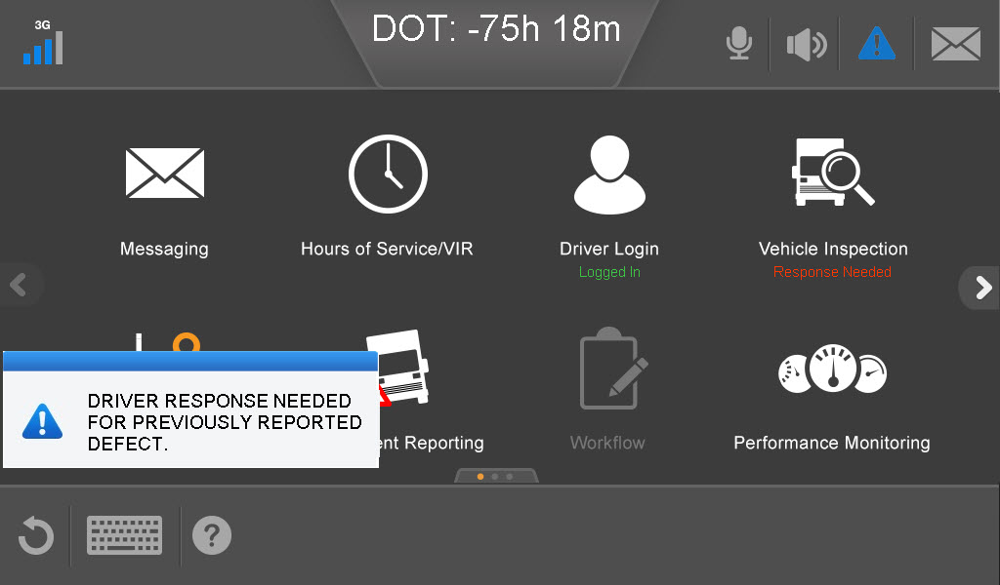 3G
DOT: -75h 18m
Messaging
Hours of Service/VIR
Driver Login
Vehicle Inspection
Logged In
Response Needed
DRIVER RESPONSE NEEDED
FOR PREVIOUSLY REPORTED
DEFECT.
Reporting
Workflow
Performance Monitoring
?